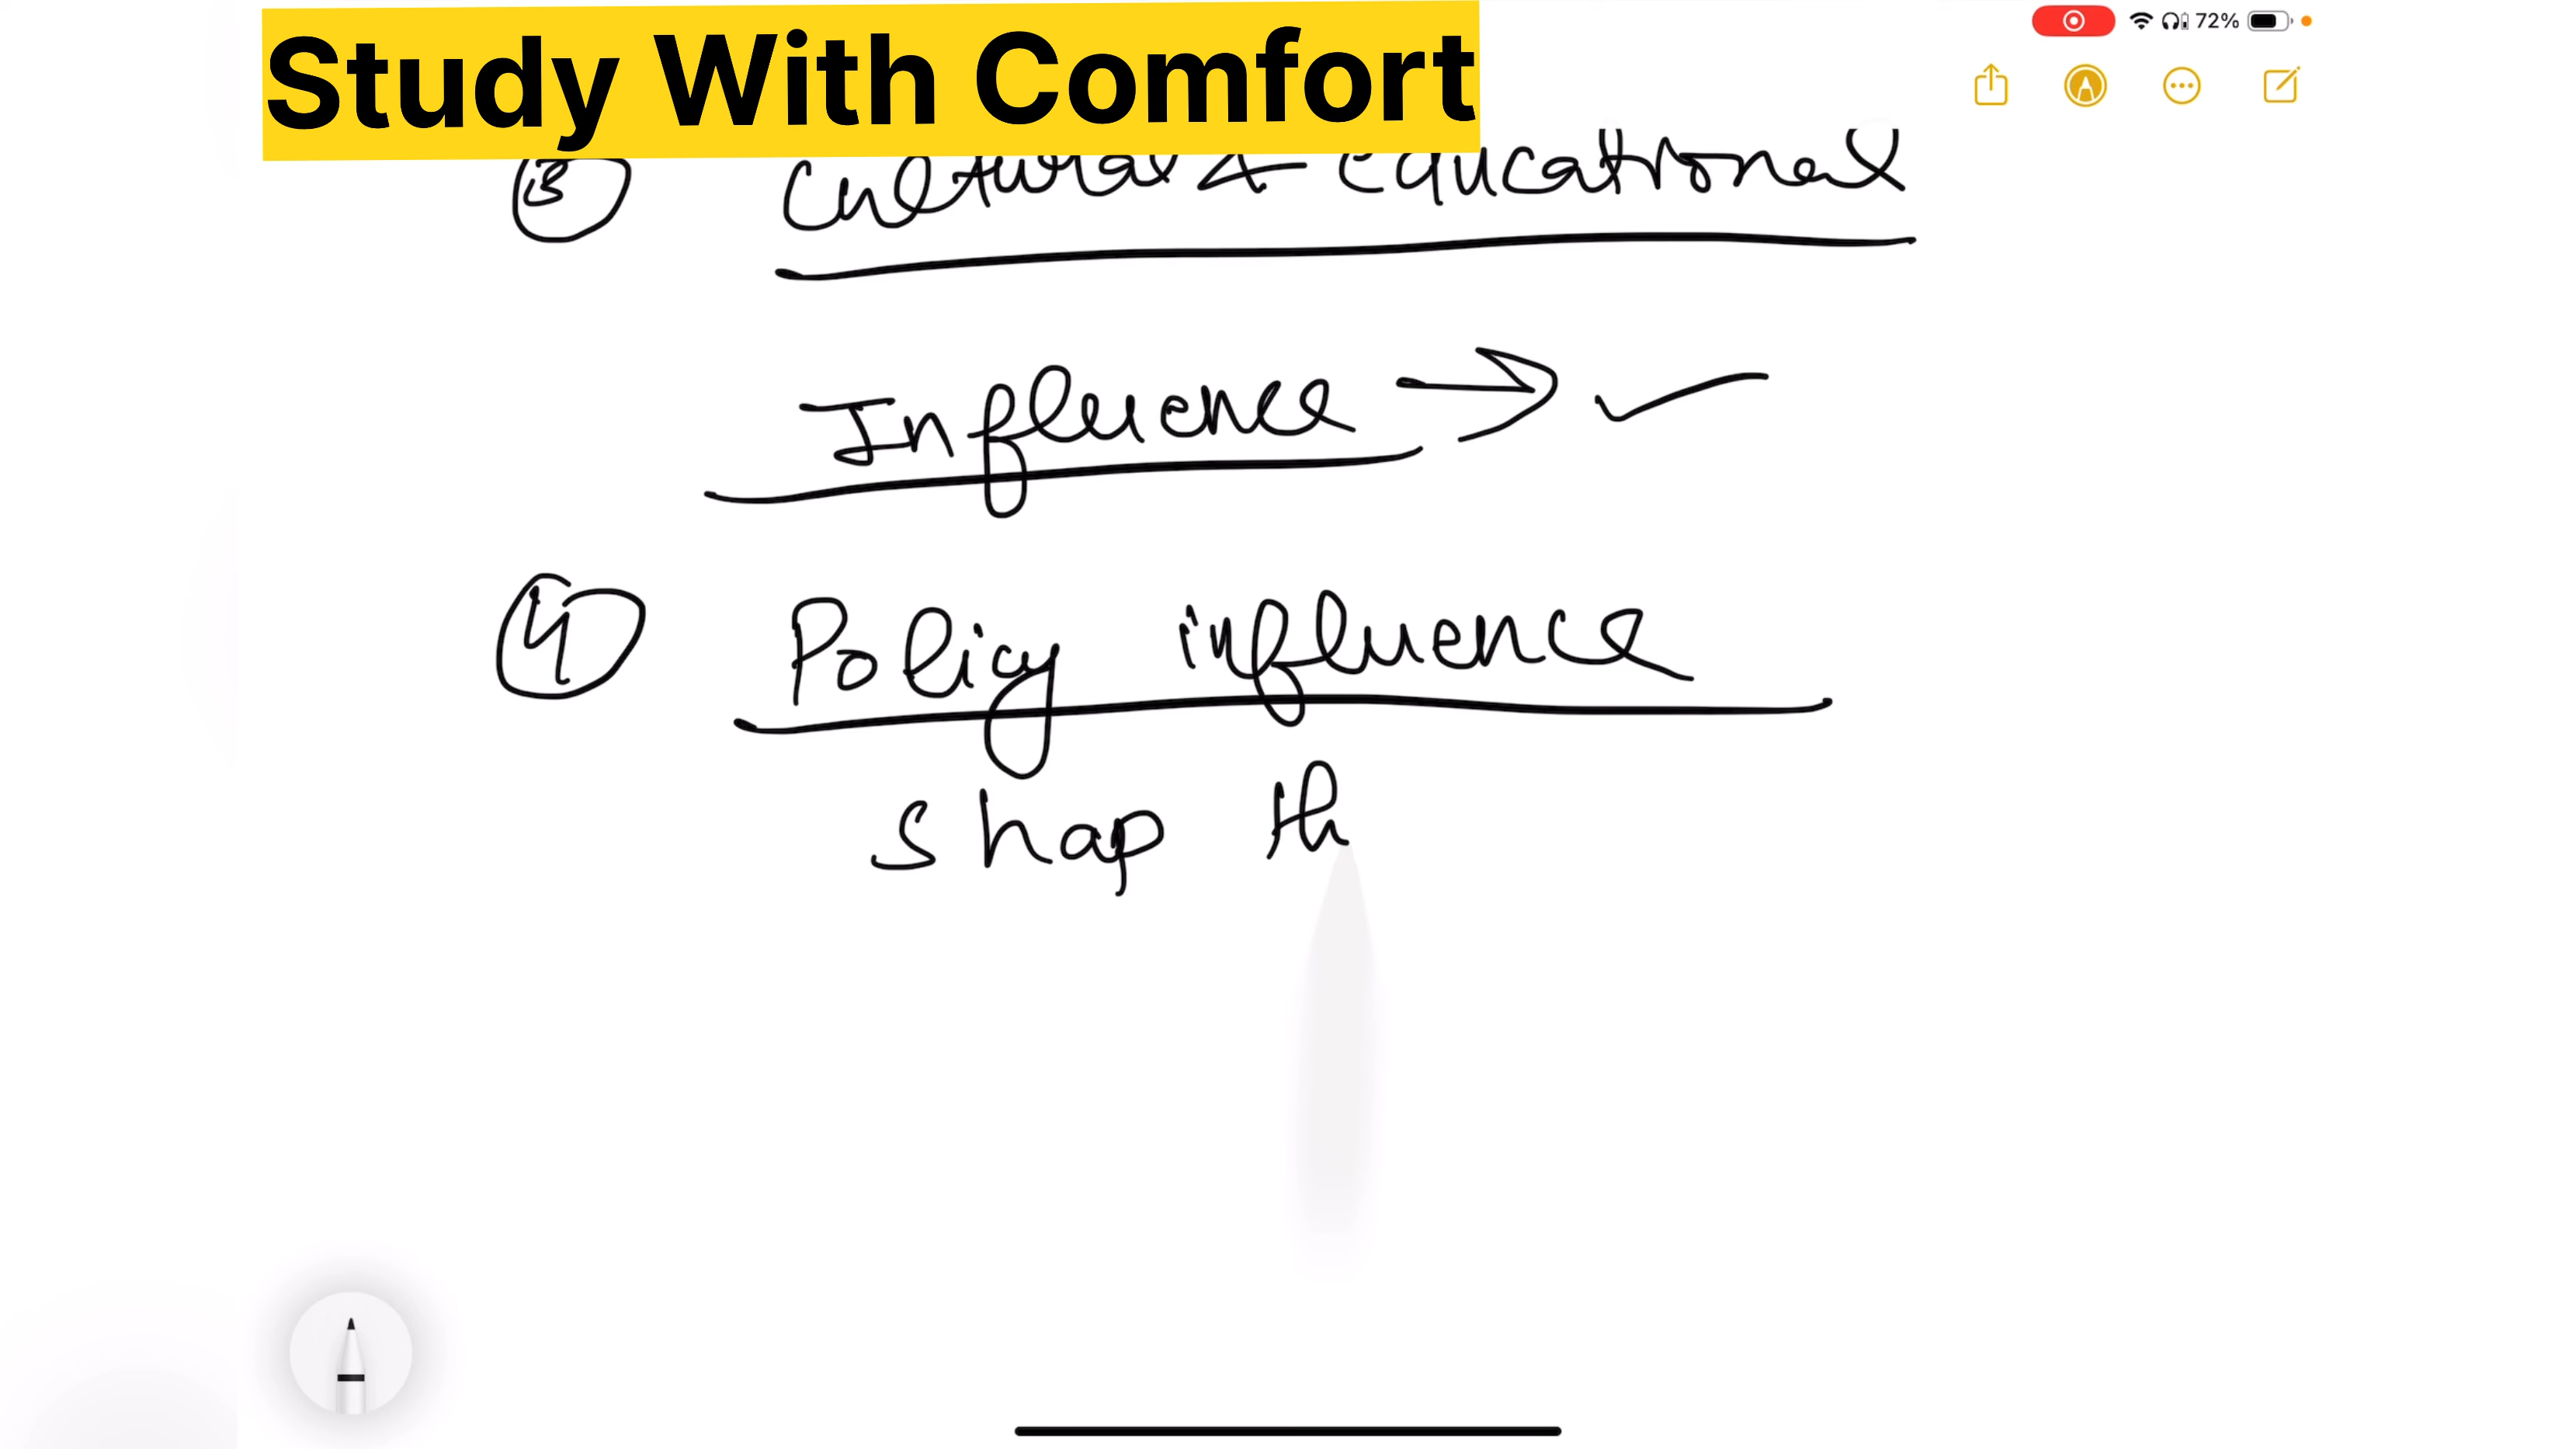 Study With Comfort
72%
3 Cultural & Educational
Influence → ✓
4 Policy influence
shap th